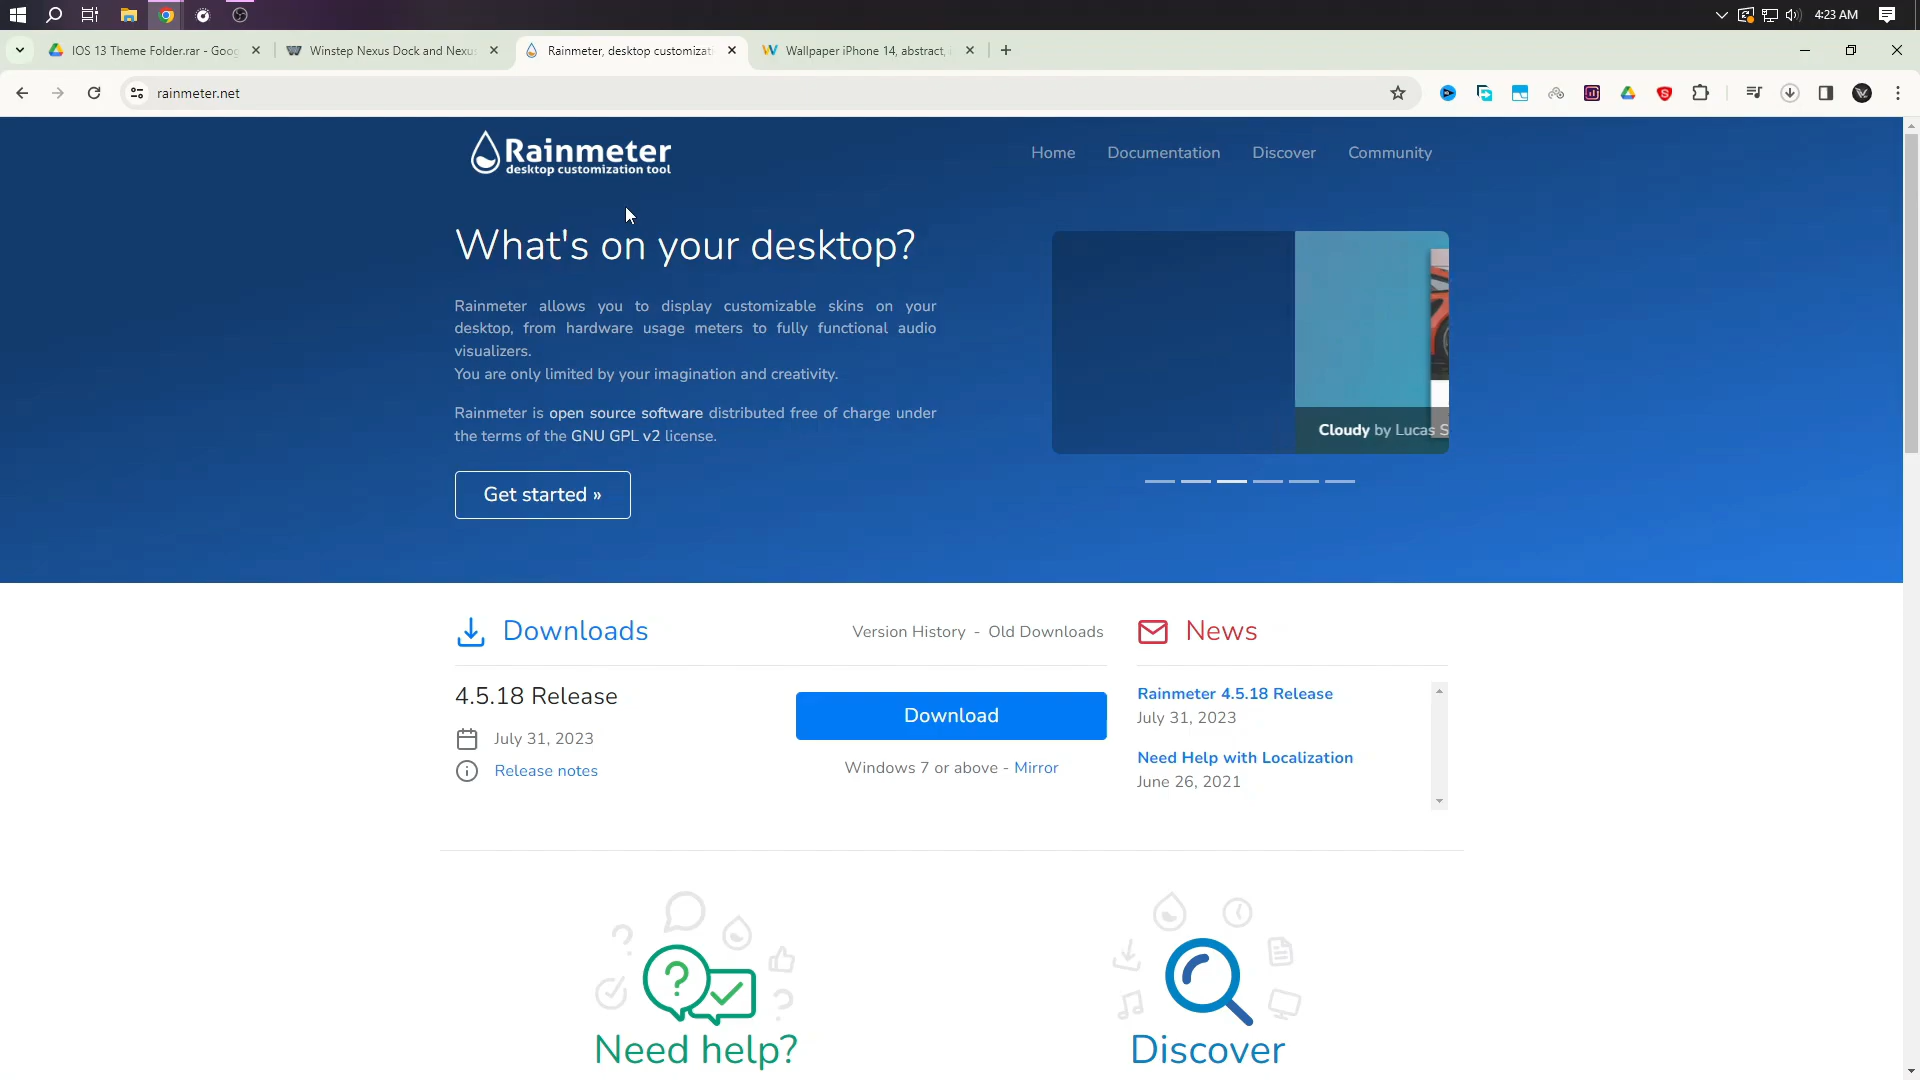 4:23 AM
IOS 13 Theme Folder.rar - Goog
Winstep Nexus Dock and Nexu
Rainmeter, desktop customizati
Wallpaper iPhone 14, abstract,
rainmeter.net
Rainmeter
desktop customization tool
Home
Documentation
Discover
Community
What's on your desktop?
Rainmeter allows you to display customizable skins on your
desktop, from hardware usage meters to fully functional audio
visualizers.
You are only limited by your imagination and creativity.
Rainmeter is open source software distributed free of charge under
the terms of the GNU GPL v2 license.
Get started »
Cloudy by Lucas S
Downloads
Version History - Old Downloads
4.5.18 Release
July 31, 2023
Release notes
Download
Windows 7 or above - Mirror
News
Rainmeter 4.5.18 Release
July 31, 2023
Need Help with Localization
June 26, 2021
Need help?
Discover